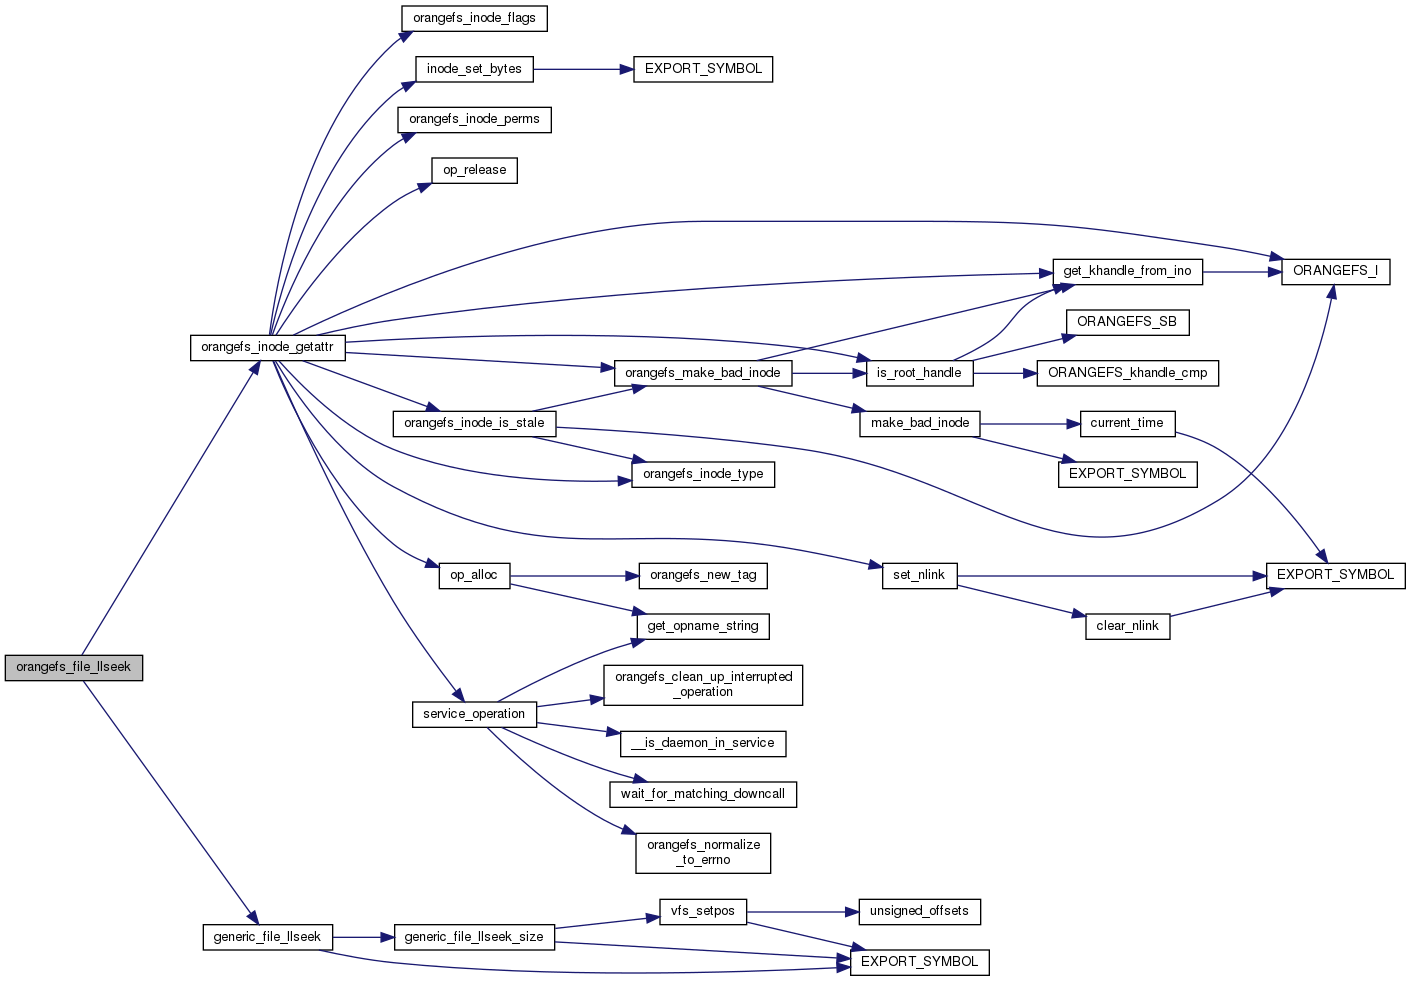 orangefs_inode_flags
inode_set_bytes
EXPORT_SYMBOL
orangefs_inode_perms
op_release
get_khandle_from_ino
ORANGEFS_I
ORANGEFS_SB
orangefs_inode_getattr
orangefs_make_bad_inode
is_root_handle
ORANGEFS_khandle_cmp
orangefs_inode_is_stale
make_bad_inode
current_time
orangefs_inode_type
EXPORT_SYMBOL
op_alloc
orangefs_new_tag
set_nlink
EXPORT_SYMBOL
get_opname_string
clear_nlink
orangefs_file_llseek
orangefs_clean_up_interrupted
_operation
service_operation
__is_daemon_in_service
wait_for_matching_downcall
orangefs_normalize
_to_errno
vfs_setpos
unsigned_offsets
generic_file_llseek
generic_file_llseek_size
EXPORT_SYMBOL